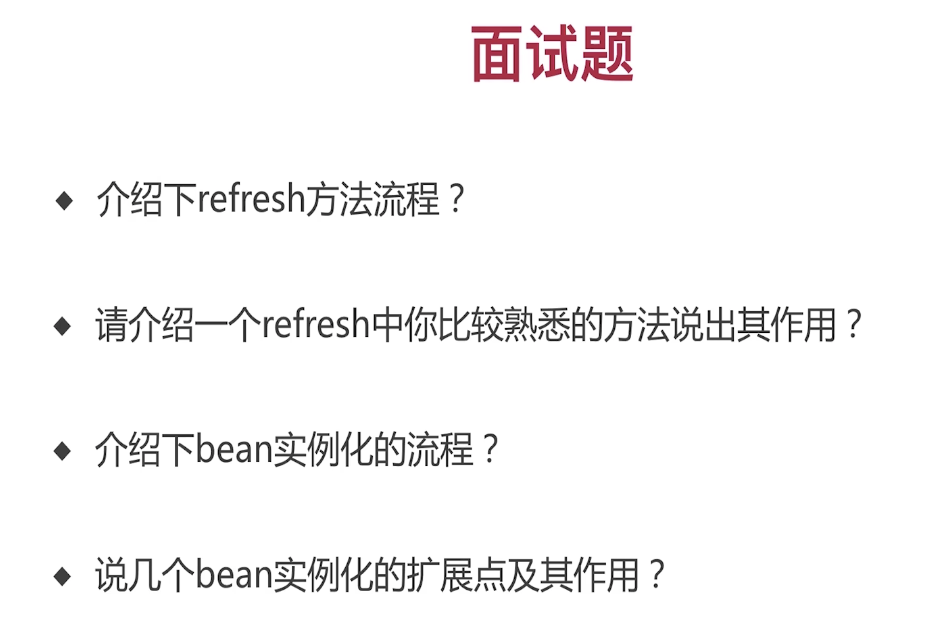 面试题
◆ 介绍下refresh方法流程？
◆ 请介绍一个refresh中你比较熟悉的方法说出其作用？
◆ 介绍下bean实例化的流程？
◆ 说几个bean实例化的扩展点及其作用？